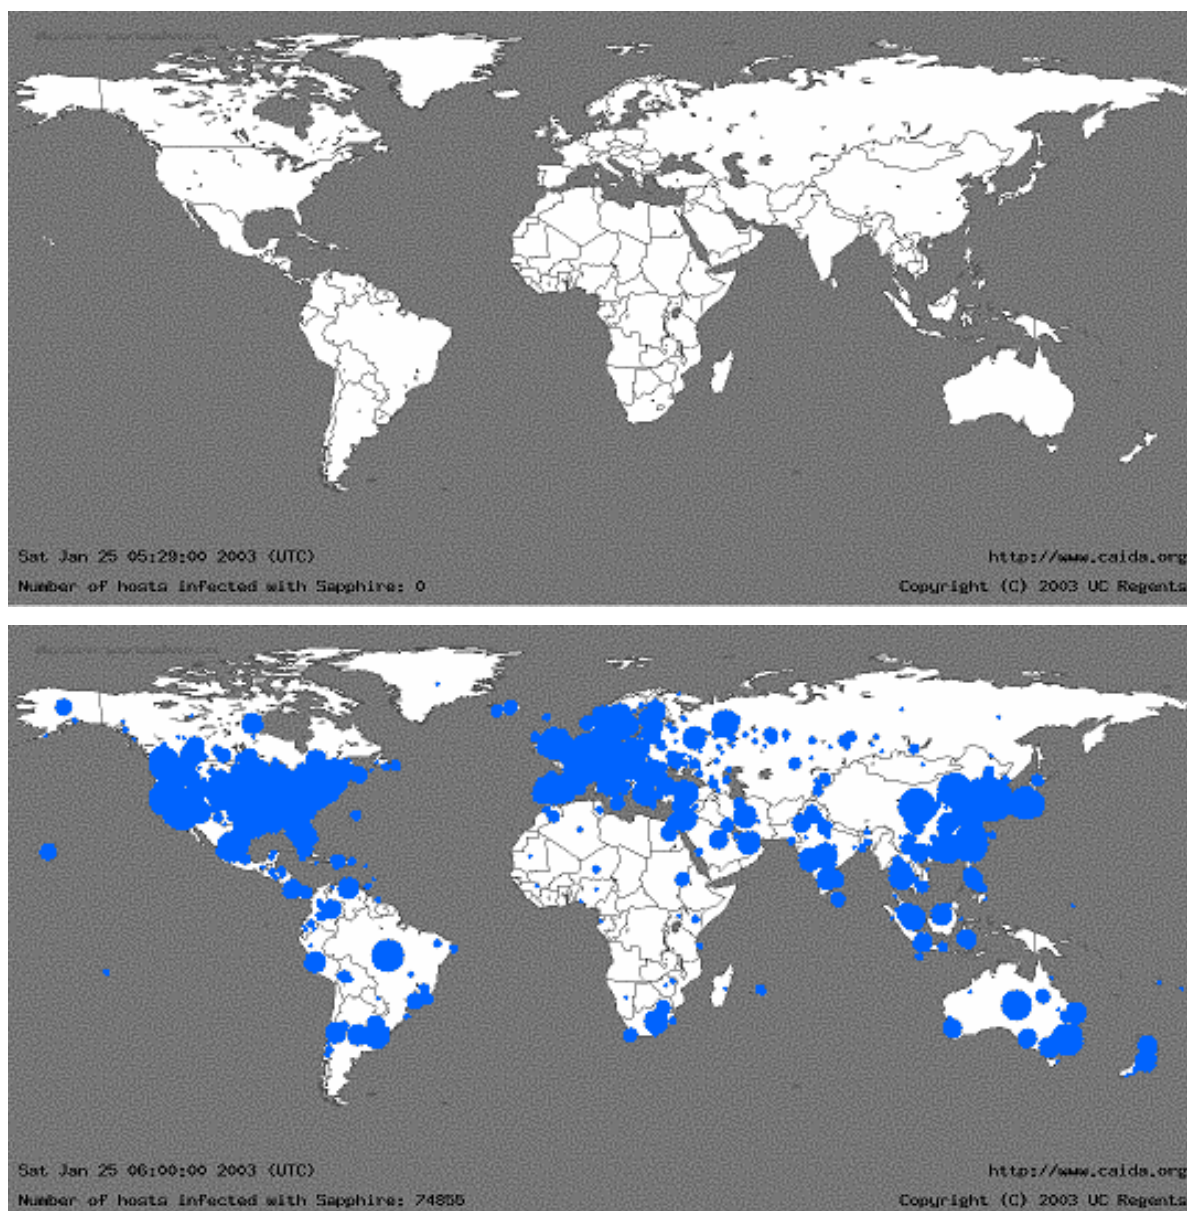 Sat Jan 25 05:29:00 2003 (UTC)
http://www.caida.org
Number of hosts infected with Sapphire: 0
Copyright (C) 2003 UC Regents
Sat Jan 25 06:00:00 2003 (UTC)
http://www.caida.org
Number of hosts infected with Sapphire: 74855
Copyright (C) 2003 UC Regents